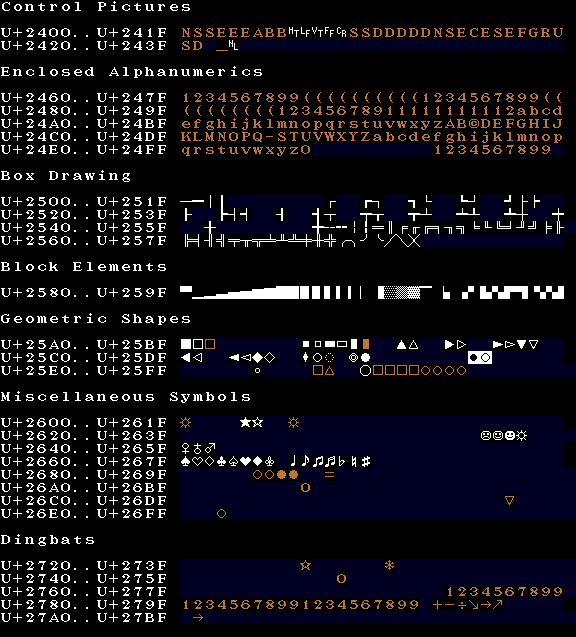 Control Pictures
U+2400..U+241F NSSEEEABB␉␊␋␌␍SSDDDDDNSECESEFGRU
U+2420..U+243F SD _␤
Enclosed Alphanumerics
U+2460..U+247F 1234567899((((((((((1234567899((
U+2480..U+249F ((((((((12345678911111111112abcd
U+24A0..U+24BF efghijklmnopqrstuvwxyzAB©DEFGHIJ
U+24C0..U+24DF KLMNOPQ-STUVWXYZabcdefghijklmnop
U+24E0..U+24FF qrstuvwxyz0 1234567899
Box Drawing
U+2500..U+251F
U+2520..U+253F
U+2540..U+255F
U+2560..U+257F
Block Elements
U+2580..U+259F
Geometric Shapes
U+25A0..U+25BF
U+25C0..U+25DF
U+25E0..U+25FF
Miscellaneous Symbols
U+2600..U+261F
U+2620..U+263F
U+2640..U+265F
U+2660..U+267F
U+2680..U+269F
U+26A0..U+26BF
U+26C0..U+26DF
U+26E0..U+26FF
Dingbats
U+2720..U+273F
U+2740..U+275F
U+2760..U+277F 1234567899
U+2780..U+279F 12345678991234567899 +-÷↘→↗
U+27A0..U+27BF →